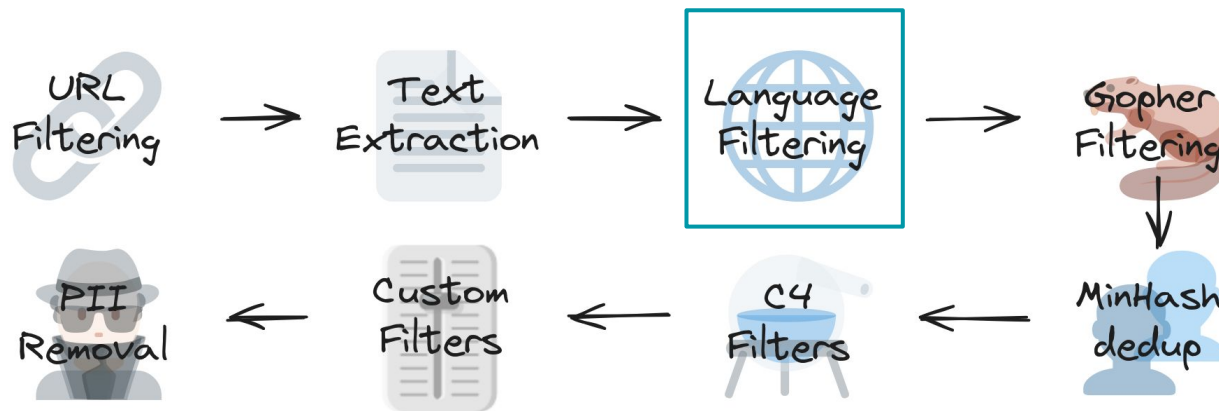 URL
Filtering
Text
Extraction
Language
Filtering
Gopher
Filtering
PII
Removal
Custom
Filters
C4
Filters
MinHash
dedup